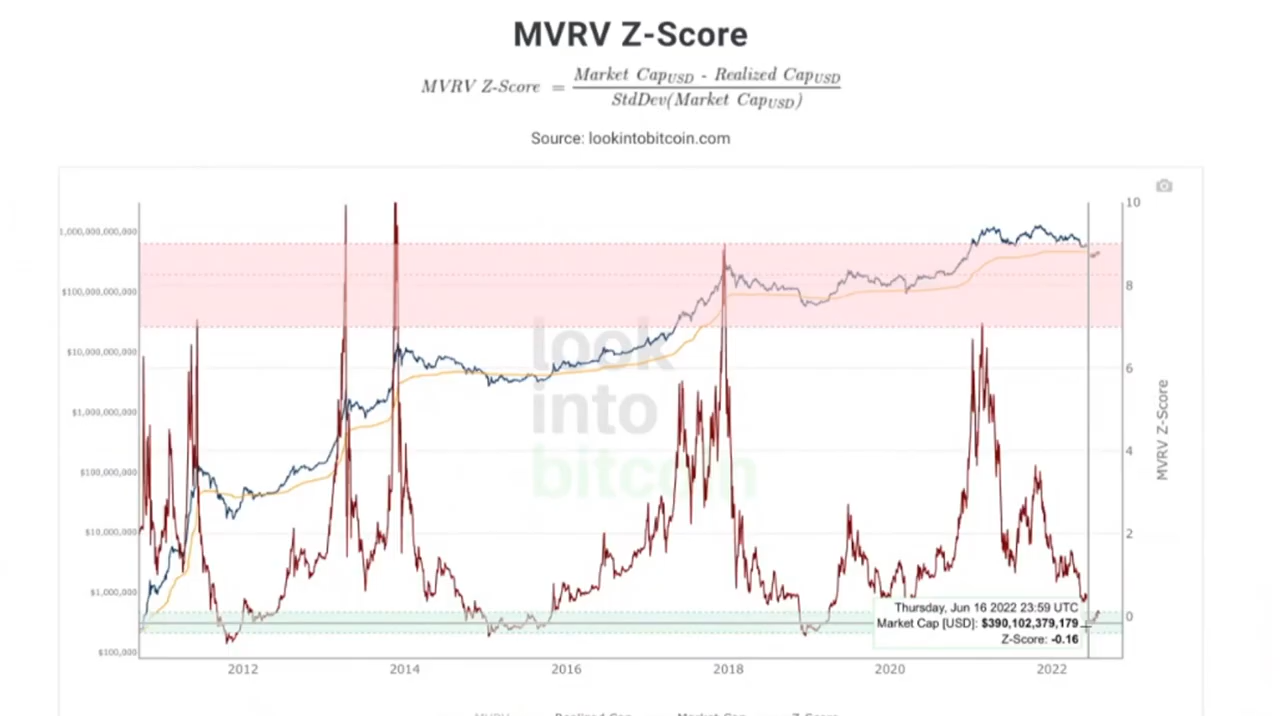 MVRV Z-Score
MVRV Z-Score = Market Cap_USD - Realized Cap_USD
StdDev(Market Cap_USD)
Source: lookintobitcoin.com
10
1,000,000,000,000
$100,000,000,000
8
$10,000,000,000
look
6
$1,000,000,000
into
MVRV Z-Score
$100,000,000
4
bitcoin
$10,000,000
2
$1,000,000
0
Thursday, Jun 16 2022 23:59 UTC
Market Cap [USD]: $390,102,379,179
Z-Score: -0.16
$100,000
2012 2014 2016 2018 2020 2022